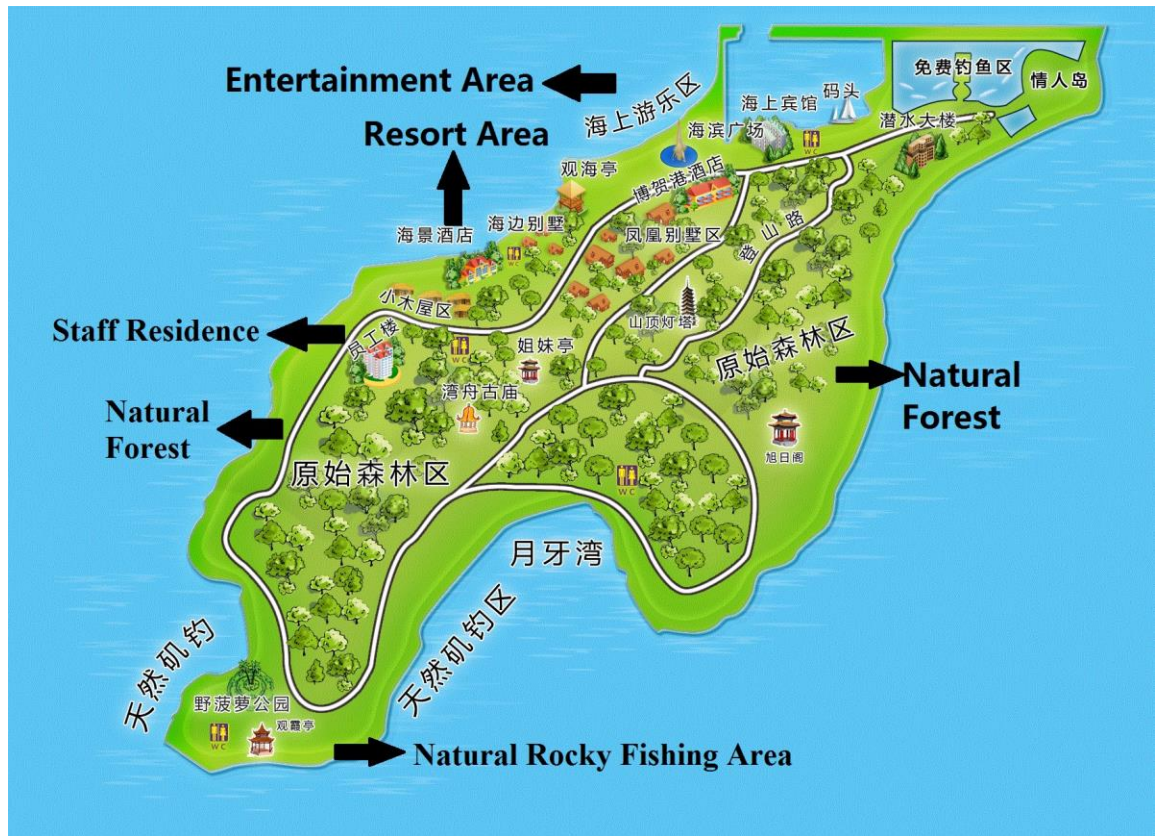 Entertainment Area
Resort Area
海上游乐区
海滨广场
海上宾馆
码头
免费钓鱼区
情人岛
潜水大楼
观海亭
博贺港酒店
海景酒店
海边别墅
WC
WC
凤凰别墅区
登山路
小木屋区
Staff Residence
员工楼
WC
姐妹亭
山顶灯塔
原始森林区
Natural
Forest
Natural
Forest
湾舟古庙
旭日阁
原始森林区
WC
月牙湾
天然矶钓
天然矶钓区
野菠萝公园
WC
观霞亭
Natural Rocky Fishing Area